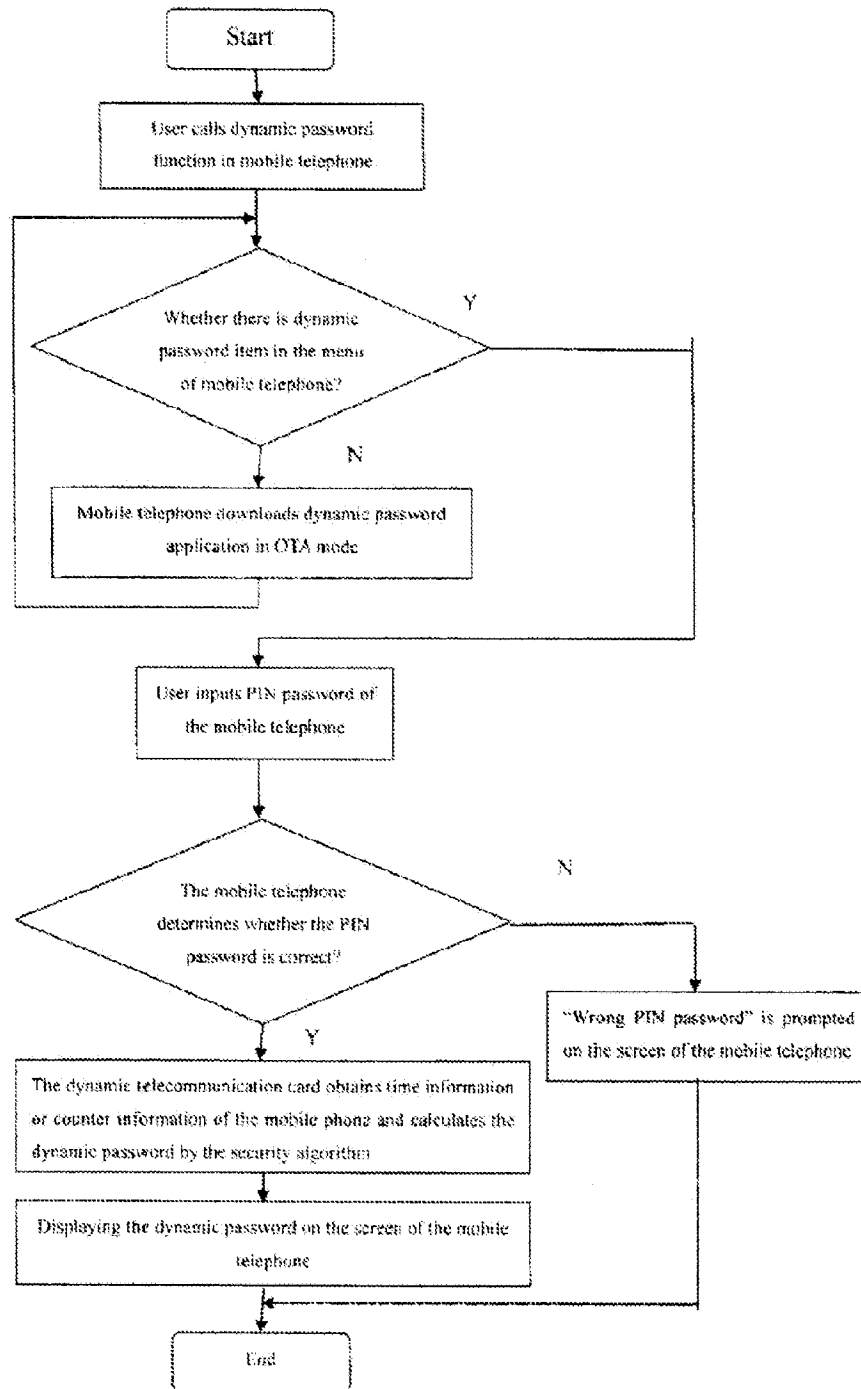 Start
User calls dynamic password
function in mobile telephone
Whether there is dynamic
password item in the menu
of mobile telephone?
Y
N
Mobile telephone downloads dynamic password
application in OTA mode
User inputs PIN password of
the mobile telephone
The mobile telephone
determines whether the PIN
password is correct?
N
Y
“Wrong PIN password” is prompted
on the screen of the mobile telephone
The dynamic telecommunication card obtains time information
or counter information of the mobile phone and calculates the
dynamic password by the security algorithm
Displaying the dynamic password on the screen of the mobile
telephone
End